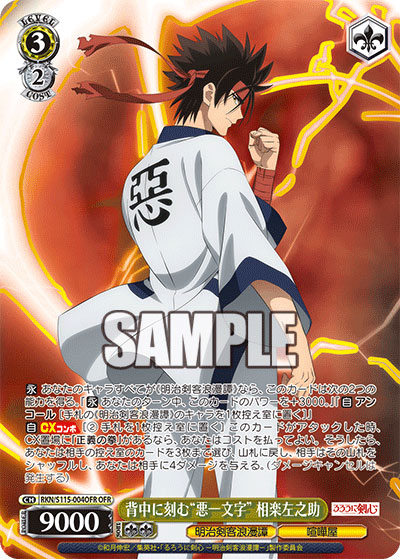 LEVEL
3
2
COST
惡
SAMPLE
永 あなたのキャラすべてが《明治剣客浪漫譚》なら、このカードは次の2つの
能力を得る。『永 あなたのターン中、このカードのパワーを＋3000。』『自 アン
コール ［手札の《明治剣客浪漫譚》のキャラを1枚控え室に置く］』
自 CXコンボ ［② 手札を1枚控え室に置く］ このカードがアタックした時、
CX置場に「正義の拳」があるなら、あなたはコストを払ってよい。そうしたら、
あなたは相手の控え室のカードを3枚まで選び、山札に戻し、相手はその山札を
シャッフルし、あなたは相手に4ダメージを与える。（ダメージキャンセルは
発生する）
CH RKN/S115-004OFR OFR
背中に刻む“悪一文字” 相楽左之助
るろうに剣心
9000
明治剣客浪漫譚
喧嘩屋
©和月伸宏／集英社・「るろうに剣心 －明治剣客浪漫譚－」製作委員会